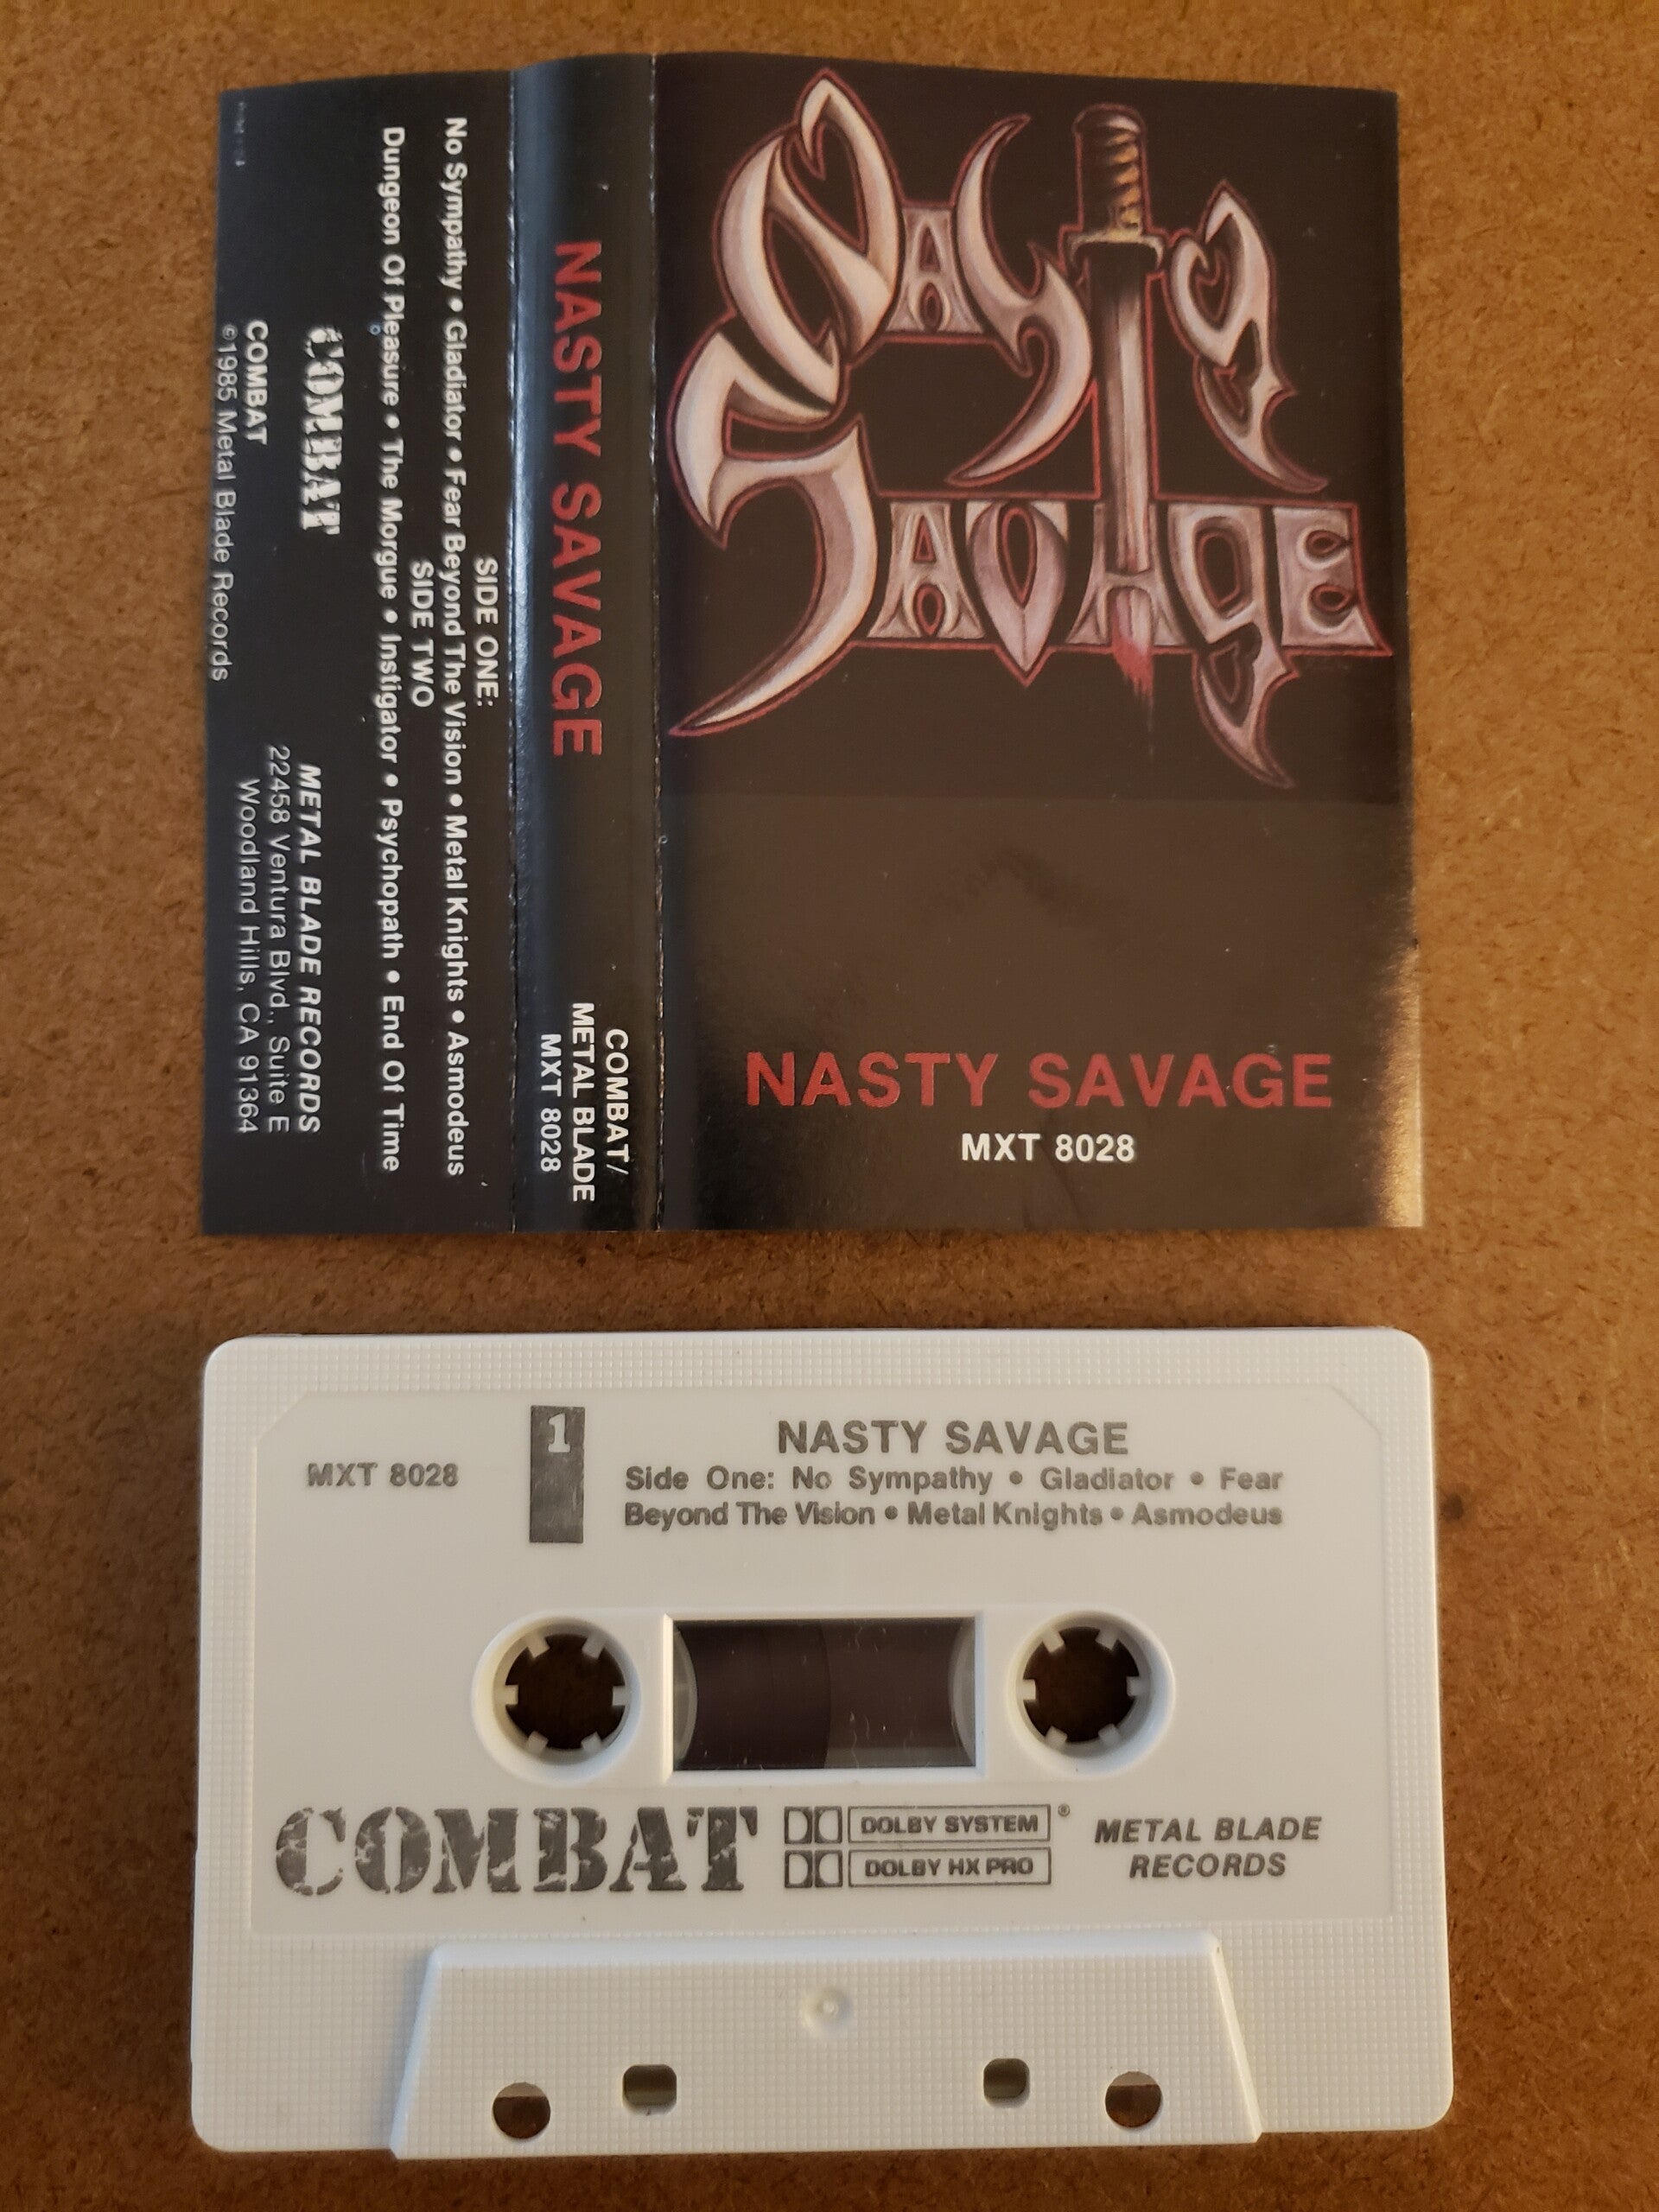 Nasty
Savage
NASTY SAVAGE
MXT 8028
NASTY SAVAGE
COMBAT/
METAL BLADE
MXT 8028
SIDE ONE:
No Sympathy • Gladiator • Fear Beyond The Vision • Metal Knights • Asmodeus
SIDE TWO
Dungeon Of Pleasure • The Morgue • Instigator • Psychopath • End Of Time
COMBAT
COMBAT
©1985 Metal Blade Records
METAL BLADE RECORDS
22458 Ventura Blvd., Suite E
Woodland Hills, CA 91364
MXT 8028
1
NASTY SAVAGE
Side One: No Sympathy • Gladiator • Fear
Beyond The Vision • Metal Knights • Asmodeus
COMBAT
DOLBY SYSTEM ®
DOLBY HX PRO
METAL BLADE
RECORDS